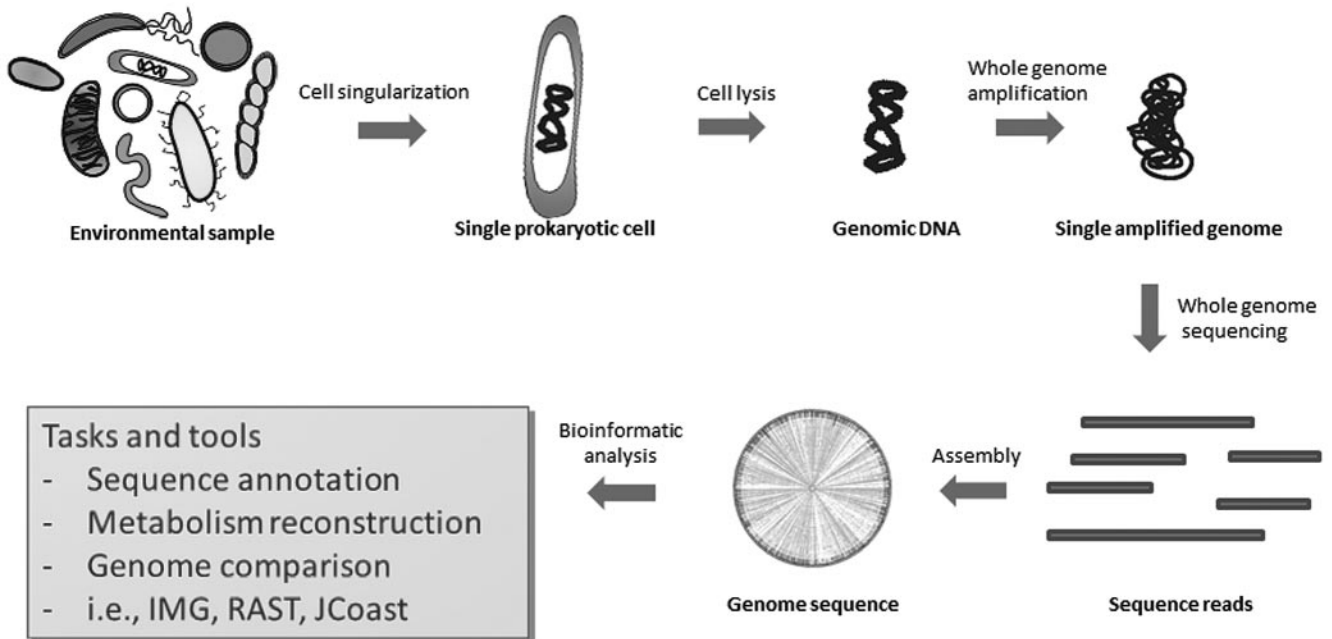 Cell singularization
Cell lysis
Whole genome
amplification
Environmental sample
Single prokaryotic cell
Genomic DNA
Single amplified genome
Whole genome
sequencing
Tasks and tools
- Sequence annotation
- Metabolism reconstruction
- Genome comparison
- i.e., IMG, RAST, JCoast
Bioinformatic
analysis
Assembly
Genome sequence
Sequence reads